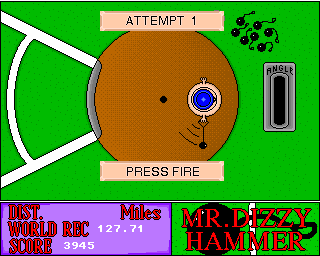 ATTEMPT 1
ANGLE
PRESS FIRE
DIST. Miles
WORLD REC 127.71
SCORE 3945
MR.DIZZY
HAMMER